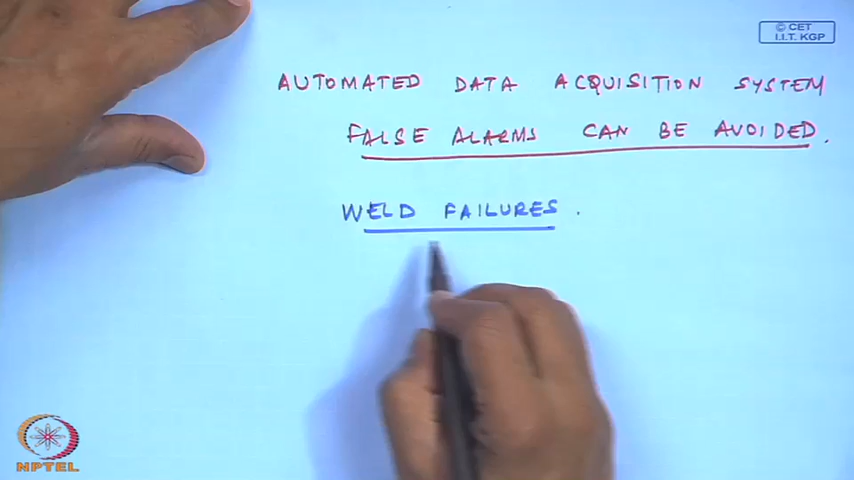 © CET
I.I.T. KGP
AUTOMATED DATA ACQUISITION SYSTEM
FALSE ALARMS CAN BE AVOIDED.
WELD FAILURES.
NPTEL